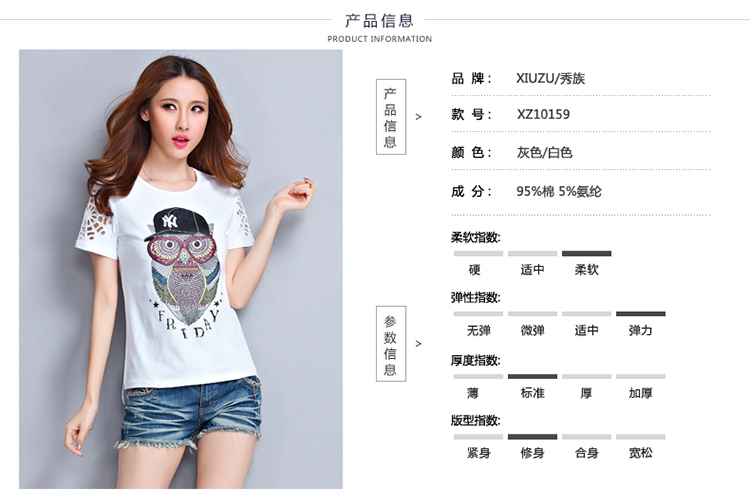 产品信息
PRODUCT INFORMATION
产品信息
>
品 牌： XIUZU/秀族
款 号： XZ10159
颜 色： 灰色/白色
成 分： 95%棉 5%氨纶
参数信息
>
柔软指数:
硬 适中 柔软
弹性指数:
无弹 微弹 适中 弹力
厚度指数:
薄 标准 厚 加厚
版型指数:
紧身 修身 合身 宽松
NY
FRIDAY